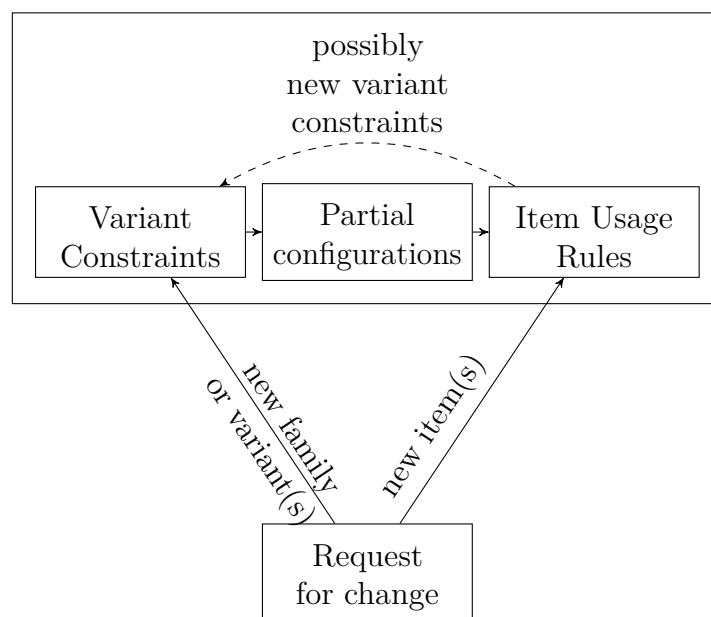 possibly
new variant
constraints
Variant
Constraints
Partial
configurations
Item Usage
Rules
new family
or variant(s)
new item(s)
Request
for change